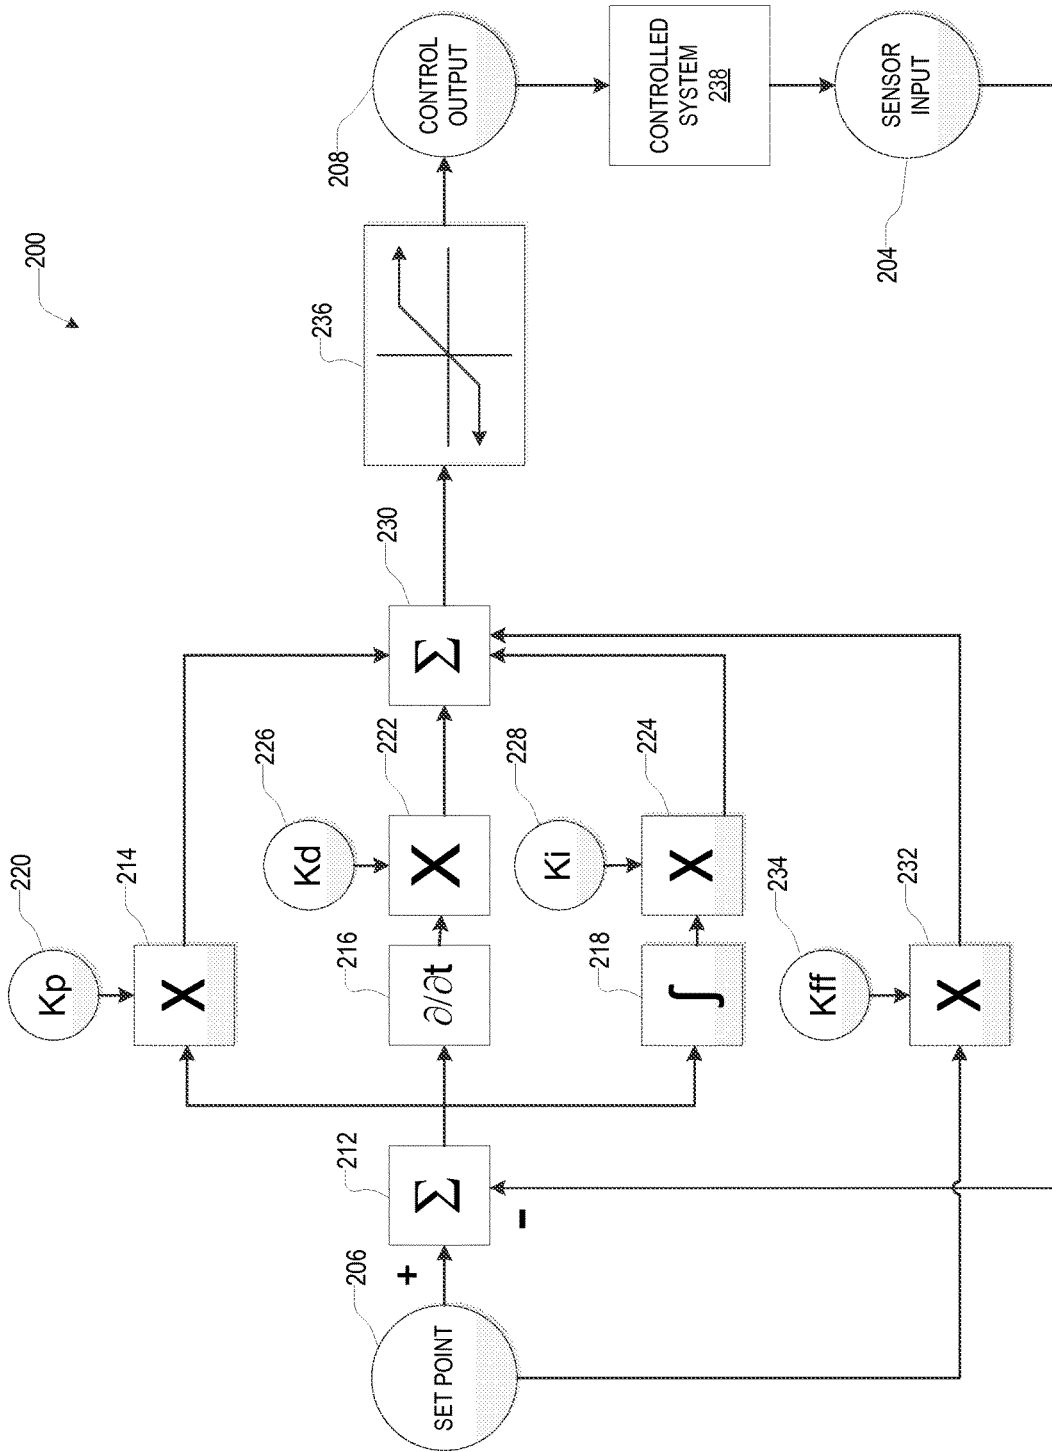 200
220
Kp
214
X
226
Kd
222
X
216
∂/∂t
206
SET POINT
+
-
212
Σ
230
Σ
236
208
CONTROL
OUTPUT
CONTROLLED
SYSTEM
238
SENSOR
INPUT
204
228
Ki
224
X
218
∫
234
Kff
232
X